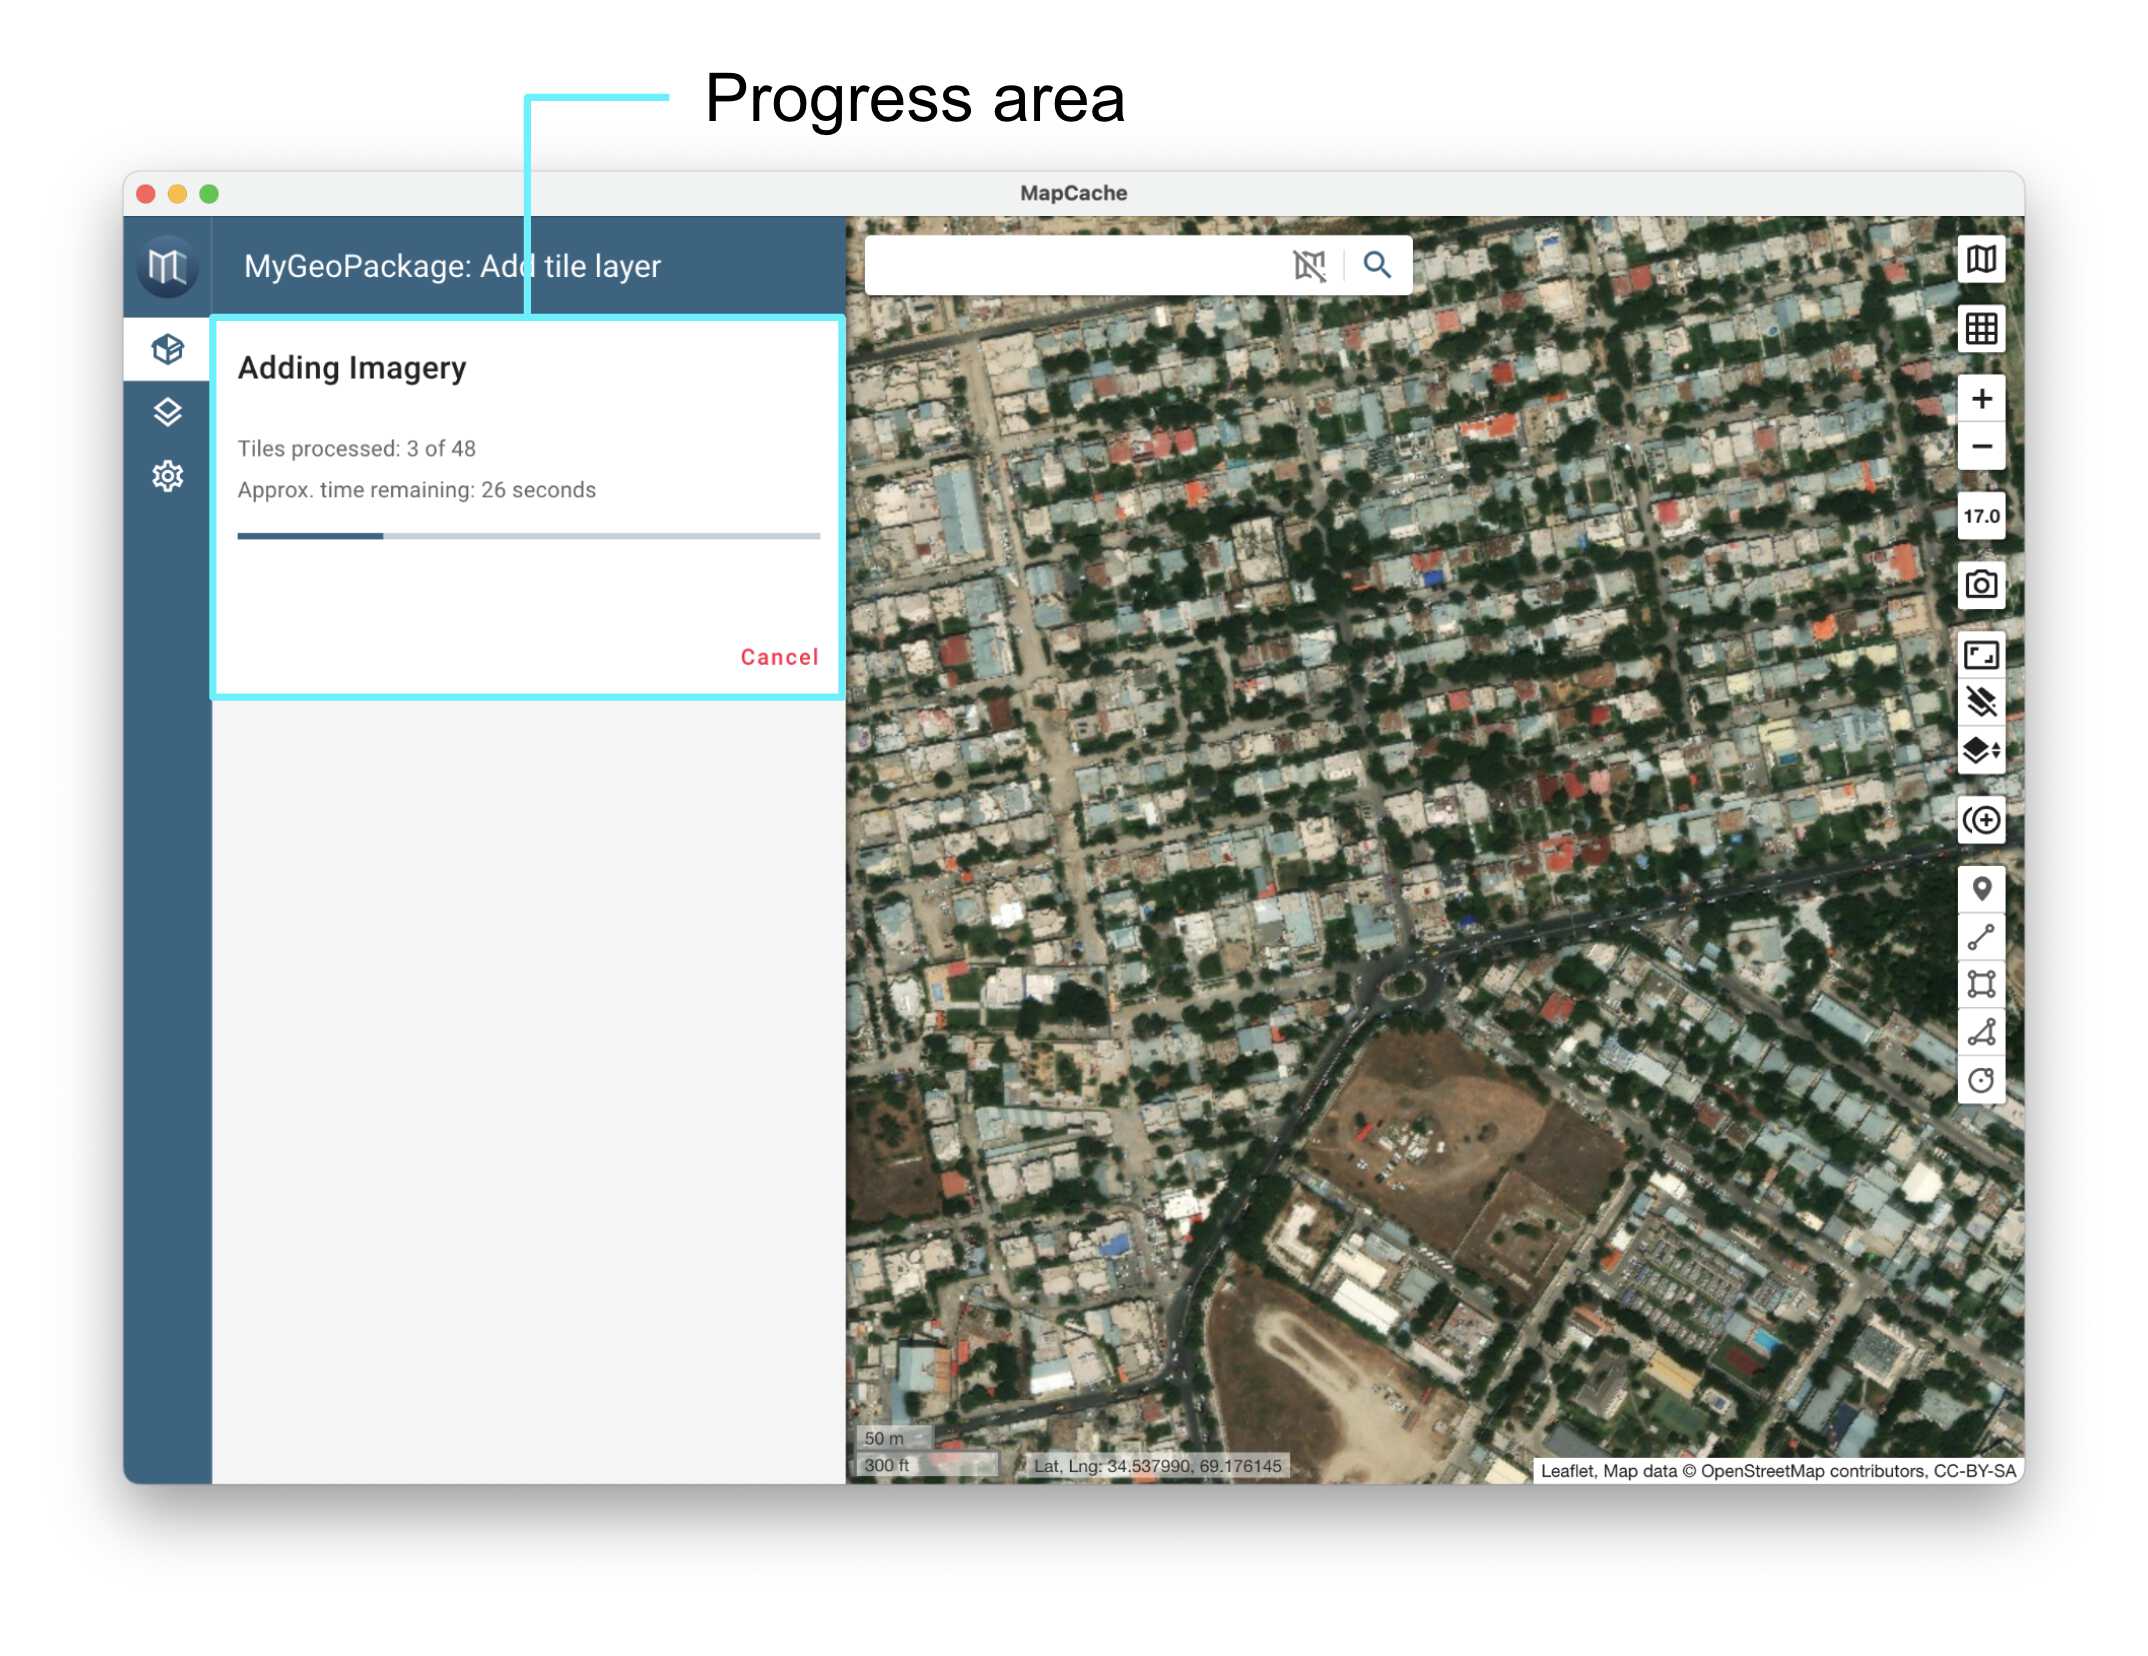 Progress area
MapCache
MyGeoPackage: Add tile layer
Adding Imagery
Tiles processed: 3 of 48
Approx. time remaining: 26 seconds
Cancel
17.0
50 m
300 ft
Lat, Lng: 34.537990, 69.176145
Leaflet, Map data © OpenStreetMap contributors, CC-BY-SA